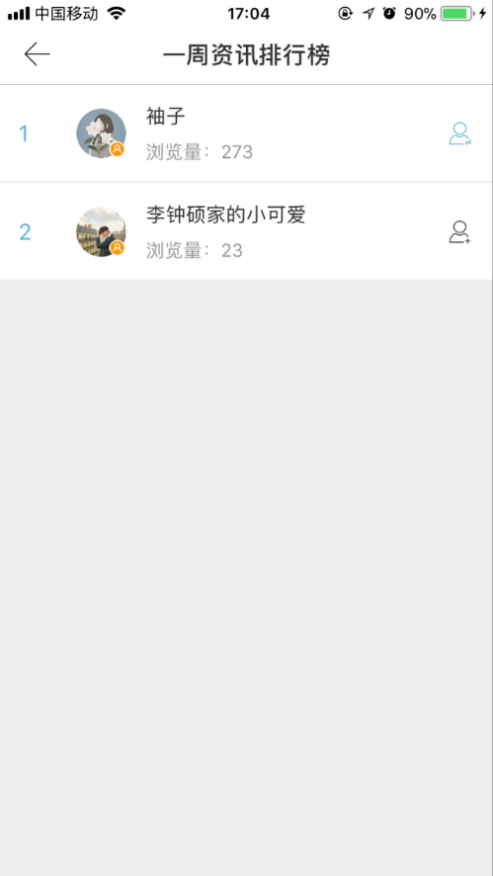 中国移动 17:04 90%
一周资讯排行榜
1
袖子
浏览量：273
2
李钟硕家的小可爱
浏览量：23